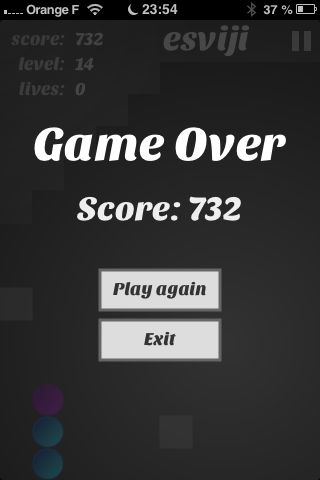 Orange F 23:54 37 %
score: 732 esviji
level: 14
lives: 0
Game Over
Score: 732
Play again
Exit